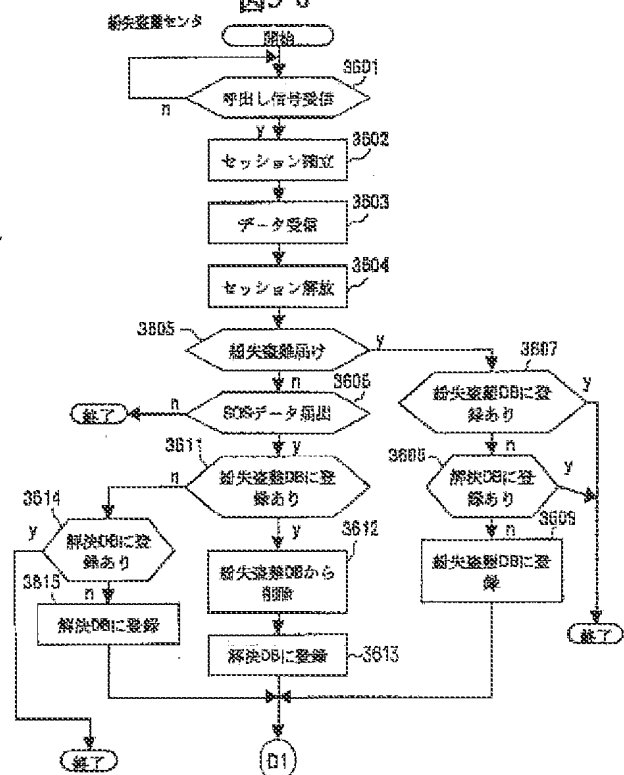 図36
紛失盗難センタ
開始
3601
呼出し信号受信
n
y
3602
セッション確立
3603
データ受信
3604
セッション解放
3605
紛失盗難届け
y
n
3607
紛失盗難DBに登
録あり
y
n
3606
SOSデータ届出
n
終了
y
3608
解決DBに登
録あり
y
n
3611
紛失盗難DBに登
録あり
n
y
3609
紛失盗難DBに登
録
終了
3614
解決DBに登
録あり
y
n
3612
紛失盗難DBから
削除
3615
解決DBに登録
解決DBに登録
3613
終了
D1